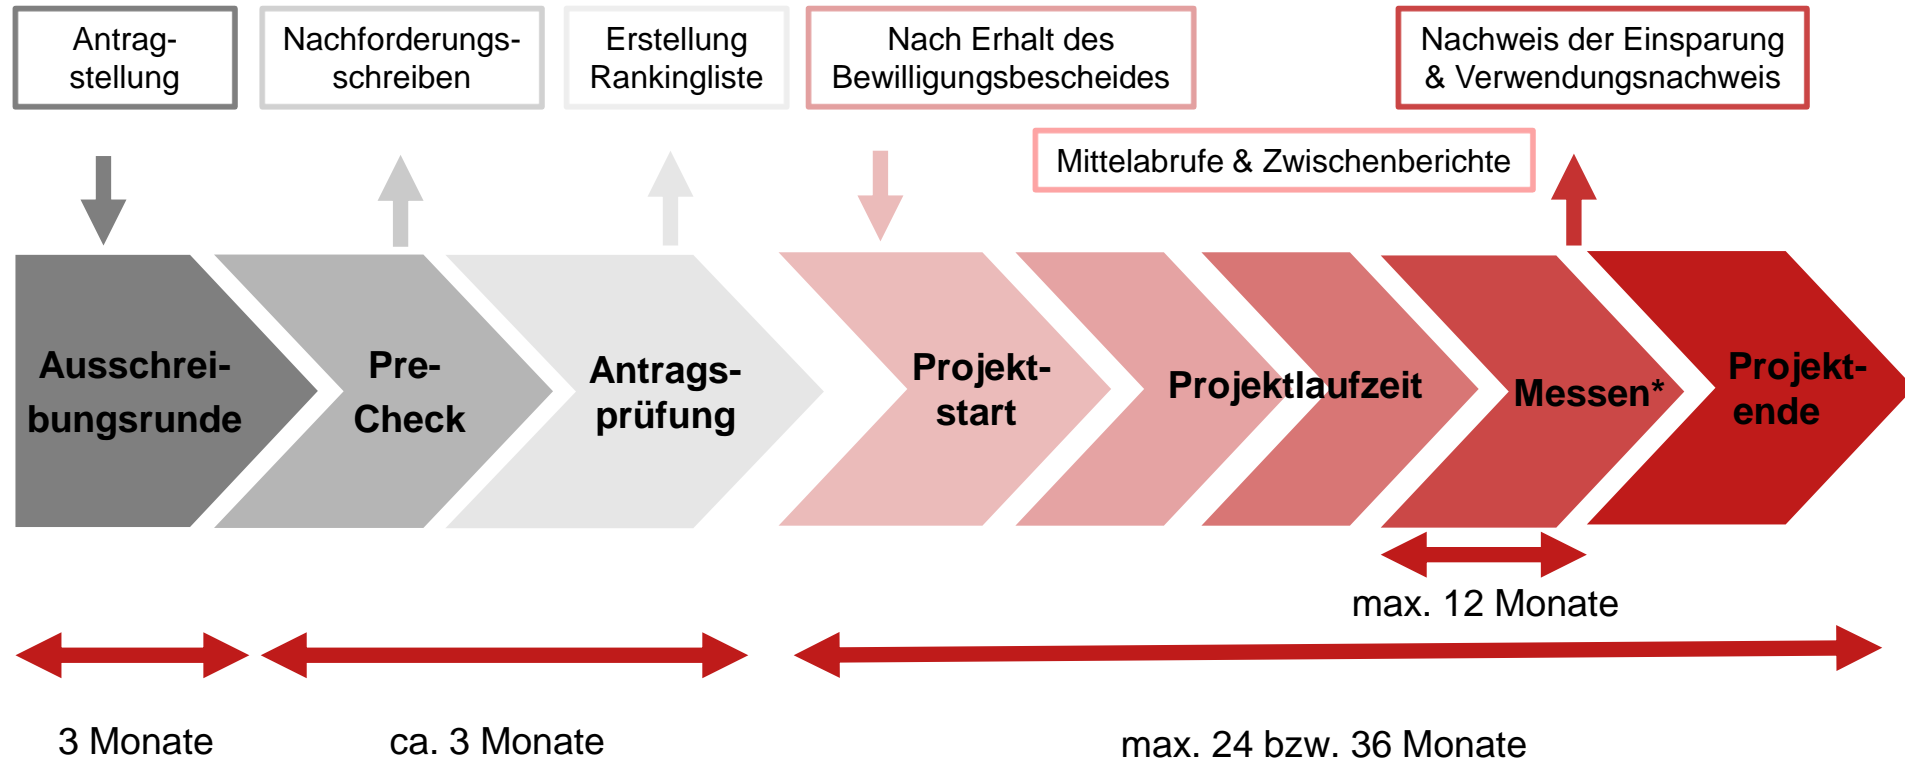 Antrag-
stellung
Nachforderungs-
schreiben
Erstellung
Rankingliste
Nach Erhalt des
Bewilligungsbescheides
Nachweis der Einsparung
& Verwendungsnachweis
Mittelabrufe & Zwischenberichte
Ausschrei-
bungsrunde
Pre-
Check
Antrags-
prüfung
Projekt-
start
Projektlaufzeit
Messen*
Projekt-
ende
max. 12 Monate
3 Monate
ca. 3 Monate
max. 24 bzw. 36 Monate